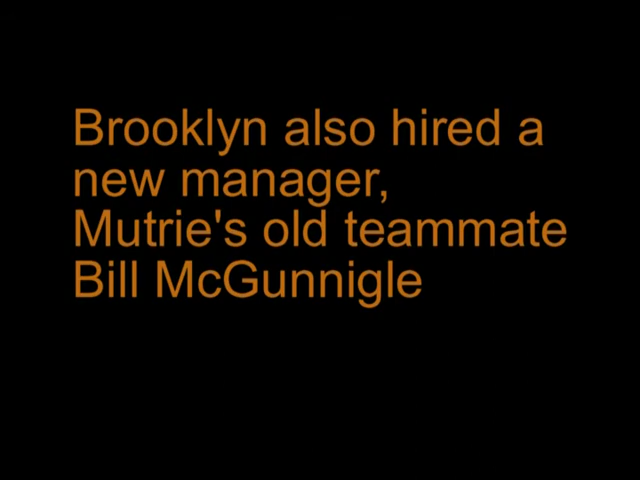 Brooklyn also hired a
new manager,
Mutrie's old teammate
Bill McGunnigle